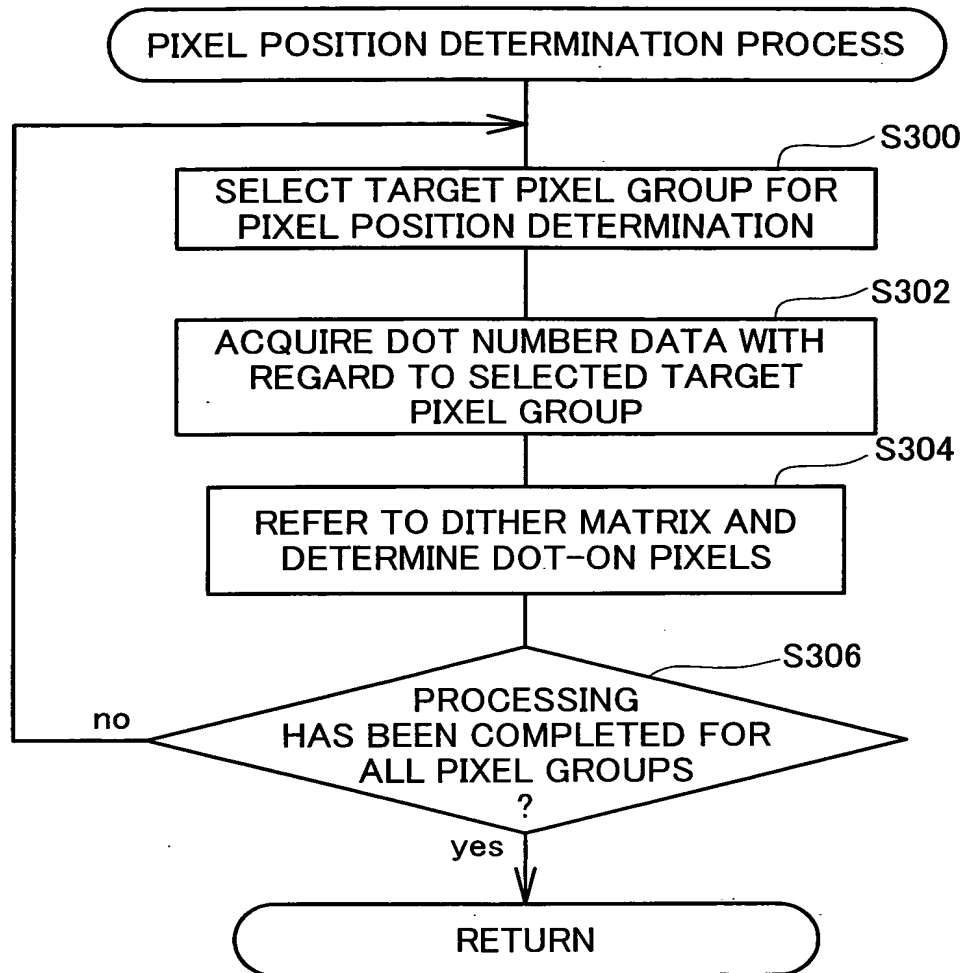 PIXEL POSITION DETERMINATION PROCESS
S300
SELECT TARGET PIXEL GROUP FOR
PIXEL POSITION DETERMINATION
S302
ACQUIRE DOT NUMBER DATA WITH
REGARD TO SELECTED TARGET
PIXEL GROUP
S304
REFER TO DITHER MATRIX AND
DETERMINE DOT-ON PIXELS
S306
PROCESSING
HAS BEEN COMPLETED FOR
ALL PIXEL GROUPS
?
no
yes
RETURN